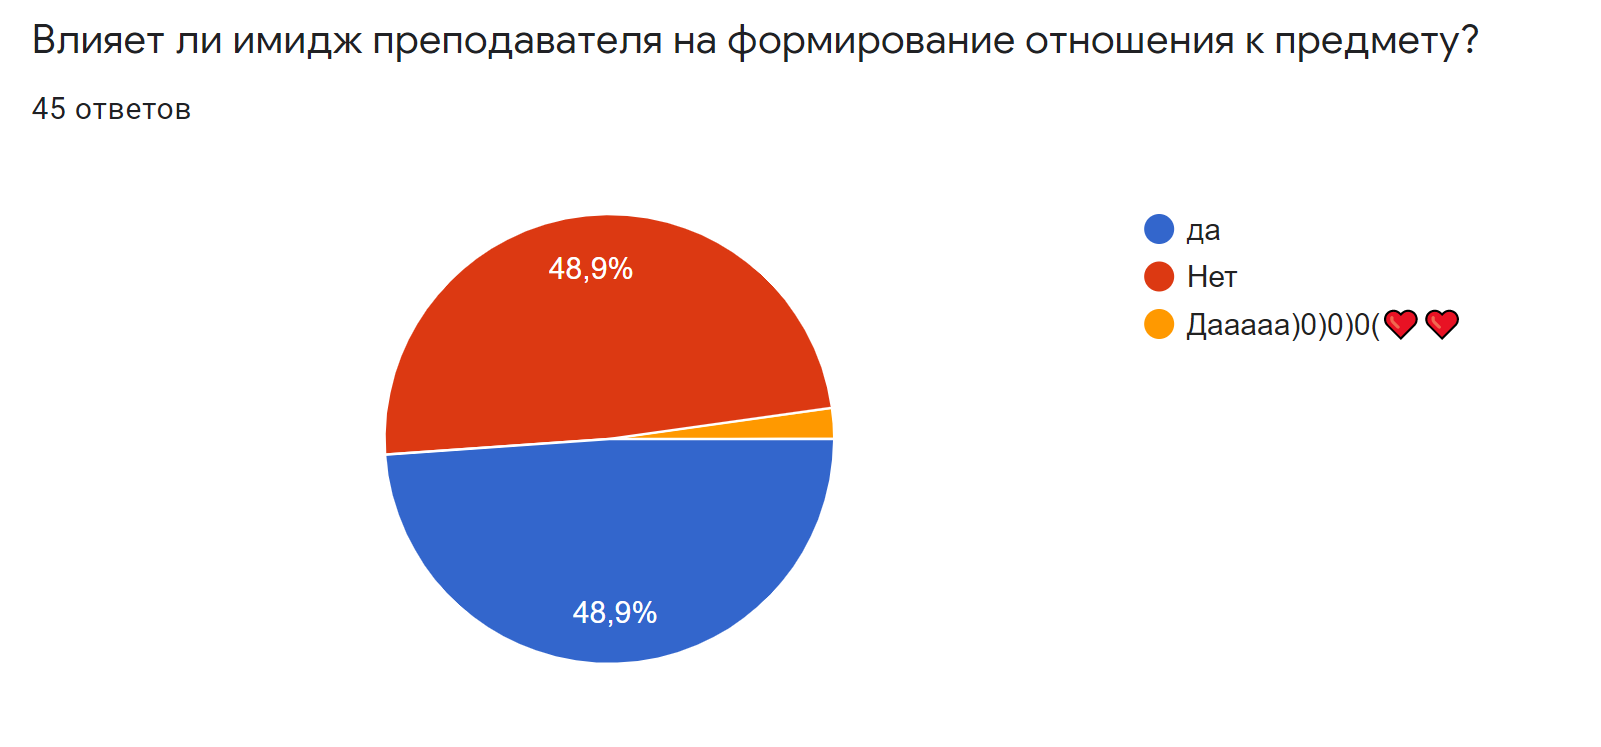 Влияет ли имидж преподавателя на формирование отношения к предмету?
45 ответов
48,9%
48,9%
да
Нет
Дааааа)0)0)0(❤❤